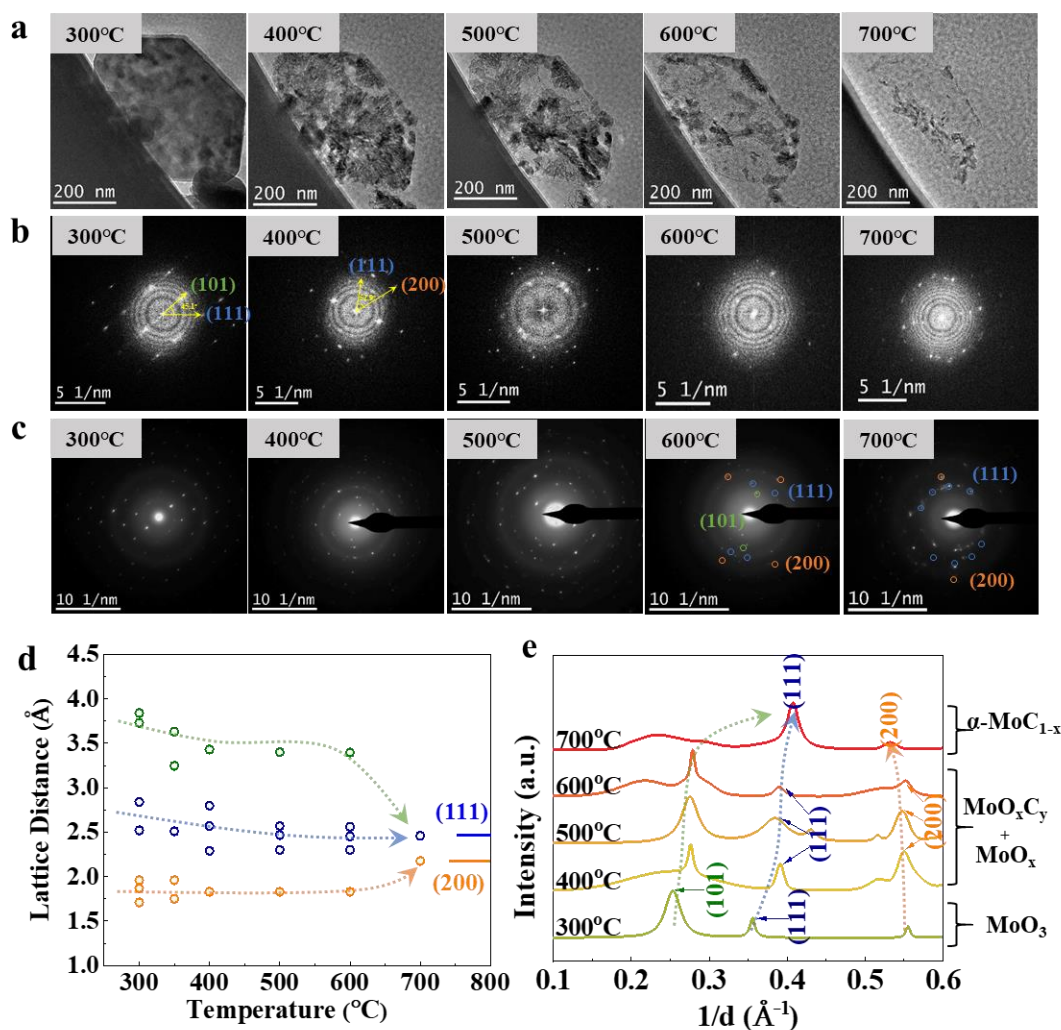 a
300°C
400°C
500°C
600°C
700°C
200 nm
200 nm
200 nm
200 nm
200 nm
b
300°C
400°C
500°C
600°C
700°C
(101)
(111)
(111)
(200)
5 1/nm
5 1/nm
5 1/nm
5 1/nm
5 1/nm
c
300°C
400°C
500°C
600°C
700°C
(111)
(101)
(200)
(111)
(200)
10 1/nm
10 1/nm
10 1/nm
10 1/nm
10 1/nm
d
4.5
4.0
3.5
3.0
2.5
2.0
1.5
1.0
Lattice Distance (Å)
(111)
(200)
300 400 500 600 700 800
Temperature (°C)
e
Intensity (a.u.)
700°C
600°C
500°C
400°C
300°C
(111)
(200)
(111)
(200)
(101)
(111)
α-MoC1-x
MoOxCy
+
MoOx
MoO3
0.1 0.2 0.3 0.4 0.5 0.6
1/d (Å⁻¹)